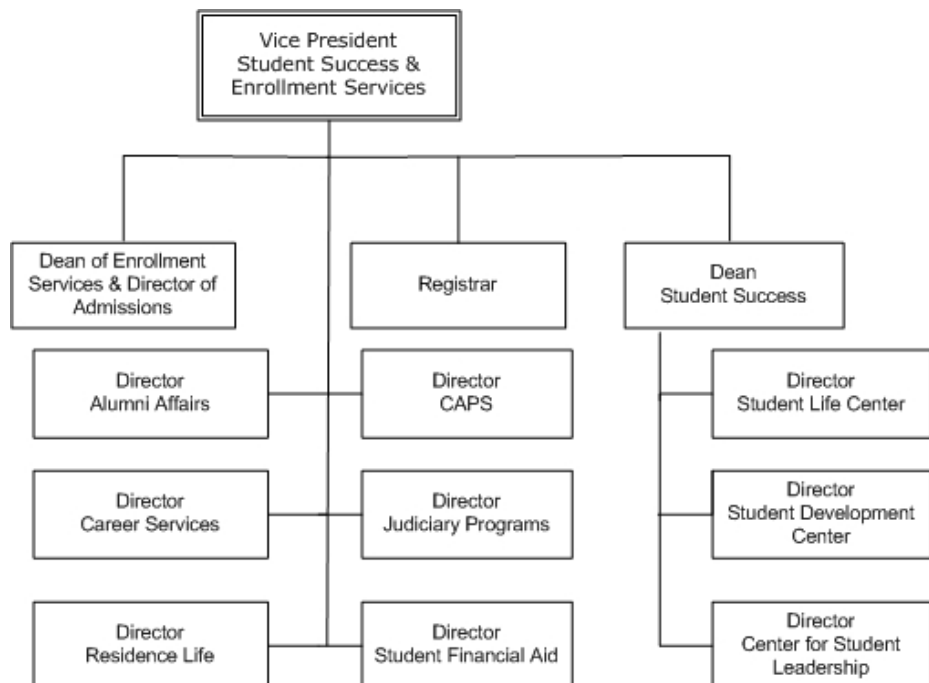 Vice President
Student Success &
Enrollment Services
Dean of Enrollment
Services & Director of
Admissions
Registrar
Dean
Student Success
Director
Alumni Affairs
Director
CAPS
Director
Student Life Center
Director
Career Services
Director
Judiciary Programs
Director
Student Development
Center
Director
Residence Life
Director
Student Financial Aid
Director
Center for Student
Leadership